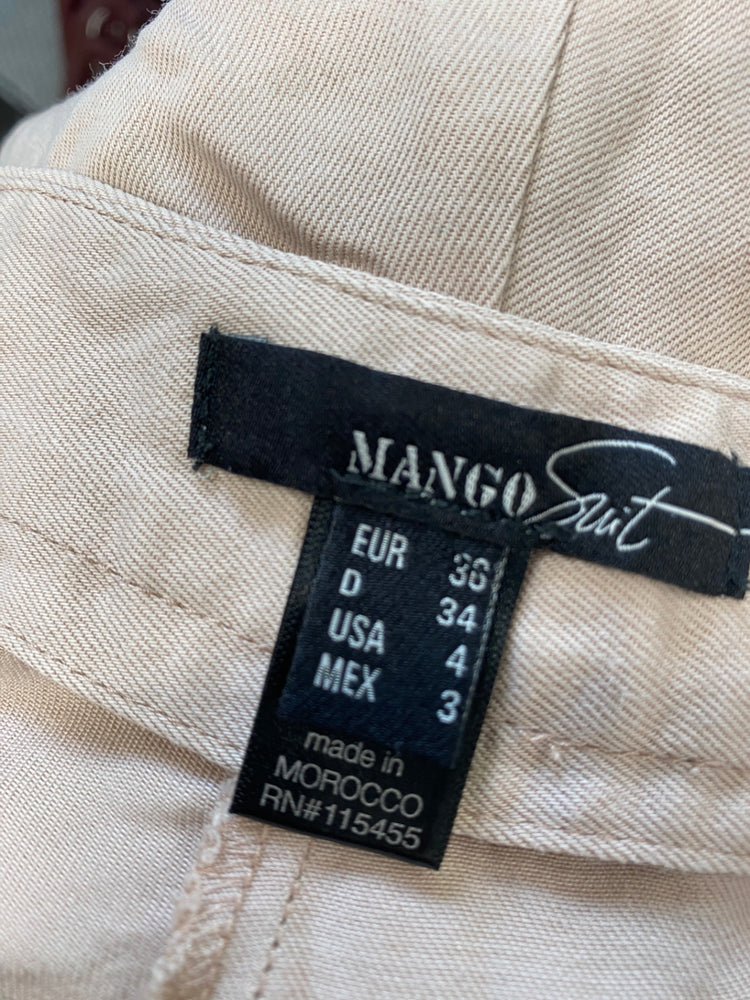 MANGO Suit
EUR 36
D 34
USA 4
MEX 3
made in
MOROCCO
RN#115455